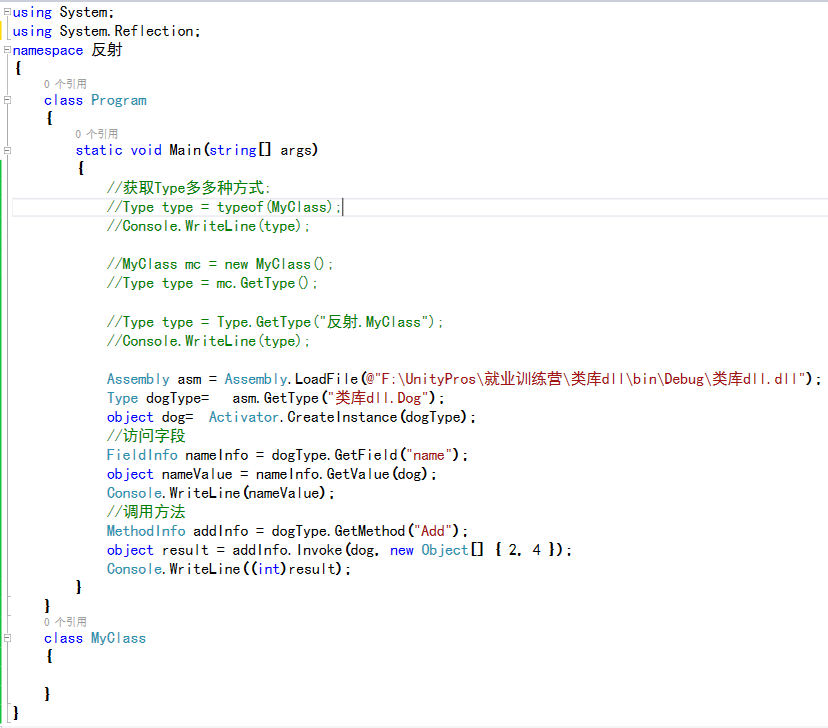 using System;
using System.Reflection;
namespace 反射
{
0 个引用
class Program
{
0 个引用
static void Main(string[] args)
{
//获取Type多多种方式:
//Type type = typeof(MyClass);
//Console.WriteLine(type);
//MyClass mc = new MyClass();
//Type type = mc.GetType();
//Type type = Type.GetType("反射.MyClass");
//Console.WriteLine(type);
Assembly asm = Assembly.LoadFile(@"F:\UnityPros\就业训练营\类库dll\bin\Debug\类库dll.dll");
Type dogType=   asm.GetType("类库dll.Dog");
object dog=  Activator.CreateInstance(dogType);
//访问字段
FieldInfo nameInfo = dogType.GetField("name");
object nameValue = nameInfo.GetValue(dog);
Console.WriteLine(nameValue);
//调用方法
MethodInfo addInfo = dogType.GetMethod("Add");
object result = addInfo.Invoke(dog, new Object[] { 2, 4 });
Console.WriteLine((int)result);
}
}
0 个引用
class MyClass
{
}
}